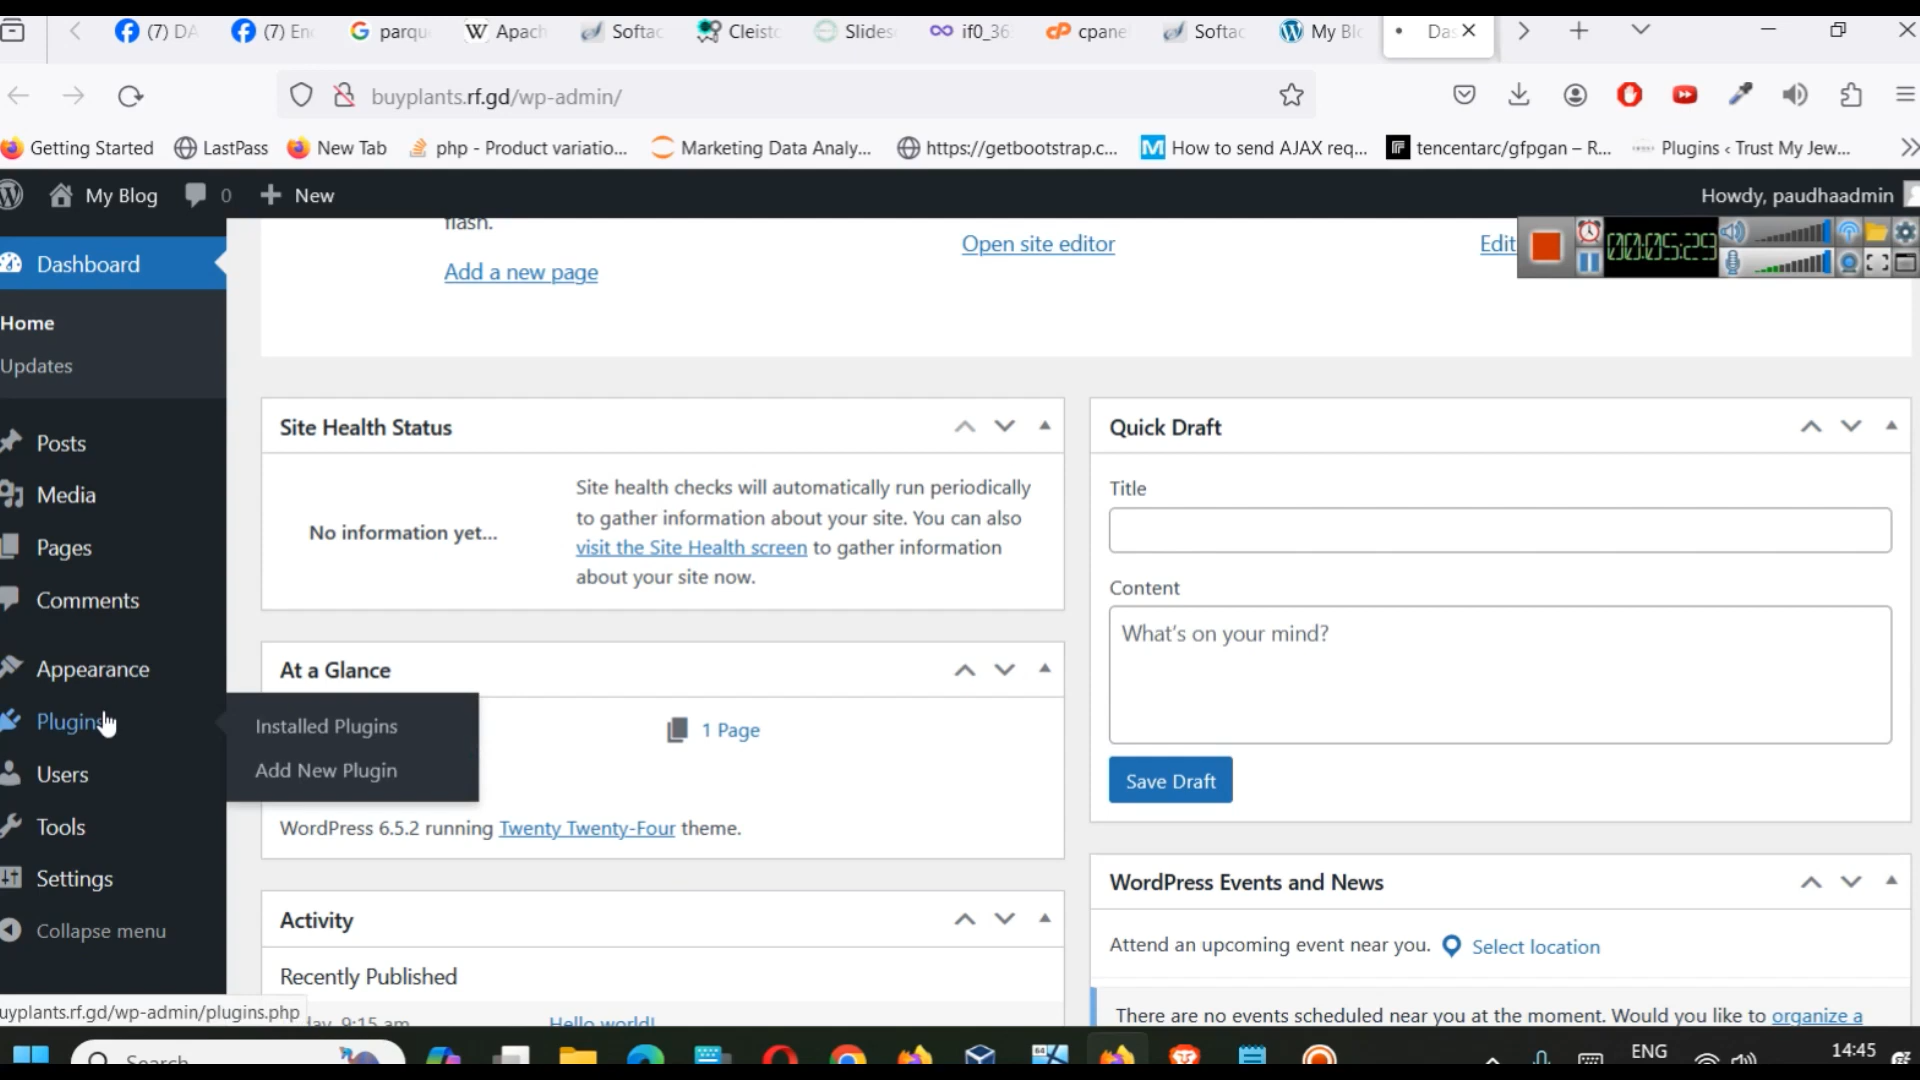 (7) DA
(7) En
parqu
Apach
Softac
Cleisto
Slides
if0_36
cpane
Softac
My Blo
Das
buyplants.rf.gd/wp-admin/
Getting Started
LastPass
New Tab
php - Product variatio...
Marketing Data Analy...
https://getbootstrap.c...
How to send AJAX req...
tencentarc/gfpgan – R...
Plugins ‹ Trust My Jew...
My Blog
0
New
Howdy, paudhaadmin
00:05:29
Dashboard
Home
Updates
Posts
Media
Pages
Comments
Appearance
Plugins
Users
Tools
Settings
Collapse menu
Installed Plugins
Add New Plugin
flash.
Add a new page
Open site editor
Edit
Site Health Status
No information yet...
Site health checks will automatically run periodically
to gather information about your site. You can also
visit the Site Health screen to gather information
about your site now.
At a Glance
1 Page
WordPress 6.5.2 running Twenty Twenty-Four theme.
Activity
Recently Published
9:15 am
Hello world!
Quick Draft
Title
Content
What's on your mind?
Save Draft
WordPress Events and News
Attend an upcoming event near you.
Select location
There are no events scheduled near you at the moment. Would you like to organize a
uyplants.rf.gd/wp-admin/plugins.php
Search
ENG
14:45